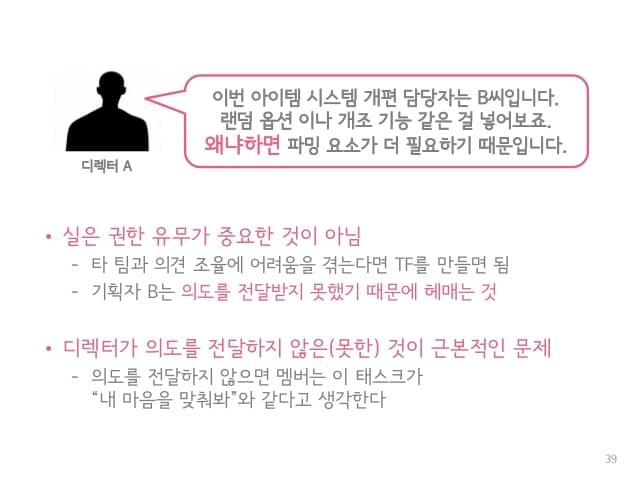 이번 아이템 시스템 개편 담당자는 B씨입니다.
랜덤 옵션 이나 개조 기능 같은 걸 넣어보죠.
왜냐하면 파밍 요소가 더 필요하기 때문입니다.
디렉터 A
• 실은 권한 유무가 중요한 것이 아님
– 타 팀과 의견 조율에 어려움을 겪는다면 TF를 만들면 됨
– 기획자 B는 의도를 전달받지 못했기 때문에 헤매는 것
• 디렉터가 의도를 전달하지 않은(못한) 것이 근본적인 문제
– 의도를 전달하지 않으면 멤버는 이 태스크가
“내 마음을 맞춰봐”와 같다고 생각한다
39